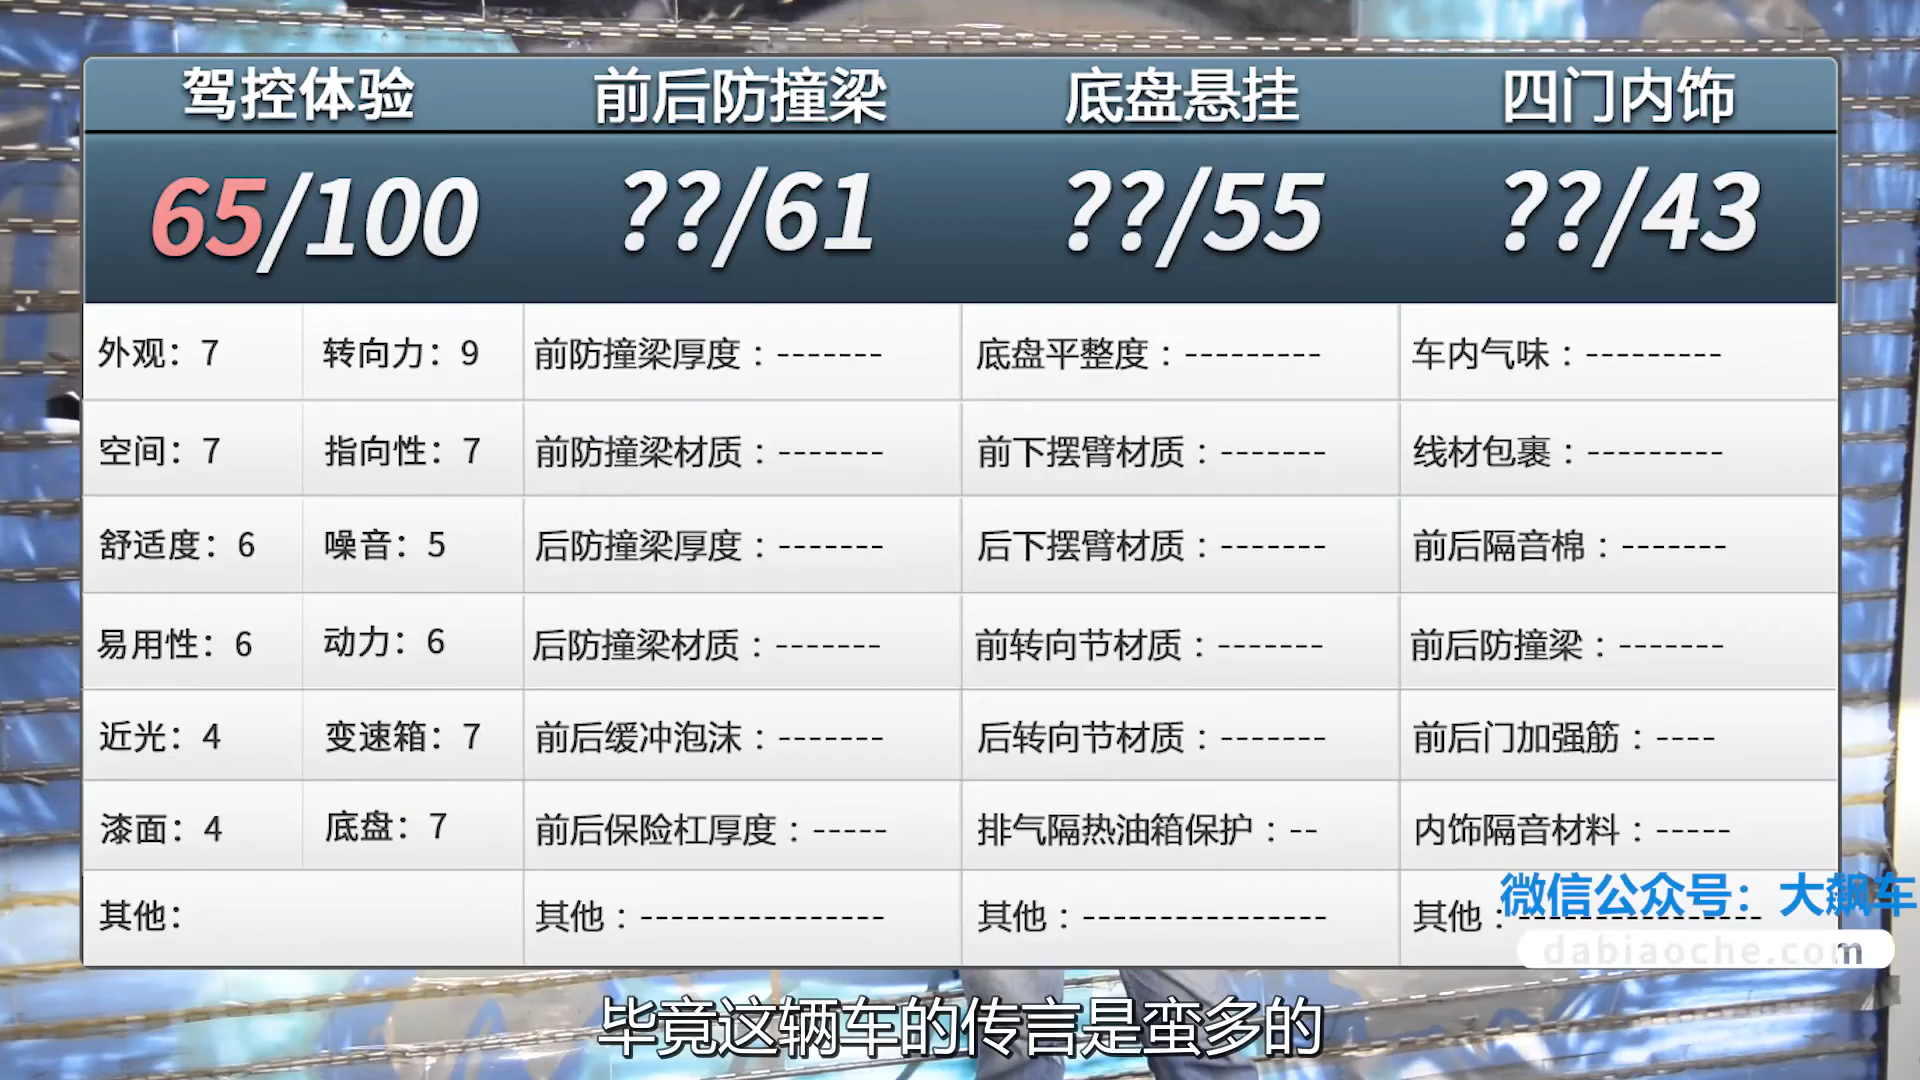 驾控体验 前后防撞梁 底盘悬挂 四门内饰
65/100 ??/61 ??/55 ??/43
外观：7 转向力：9 前防撞梁厚度：------- 底盘平整度：--------- 车内气味：---------
空间：7 指向性：7 前防撞梁材质：------- 前下摆臂材质：------- 线材包裹：---------
舒适度：6 噪音：5 后防撞梁厚度：------- 后下摆臂材质：------- 前后隔音棉：-------
易用性：6 动力：6 后防撞梁材质：------- 前转向节材质：------- 前后防撞梁：-------
近光：4 变速箱：7 前后缓冲泡沫：------- 后转向节材质：------- 前后门加强筋：----
漆面：4 底盘：7 前后保险杠厚度：----- 排气隔热油箱保护：-- 内饰隔音材料：-----
其他： 其他：---------------- 其他：---------------- 其他：----------------
微信公众号：大飙车
dabiaoche.com
毕竟这辆车的传言是蛮多的